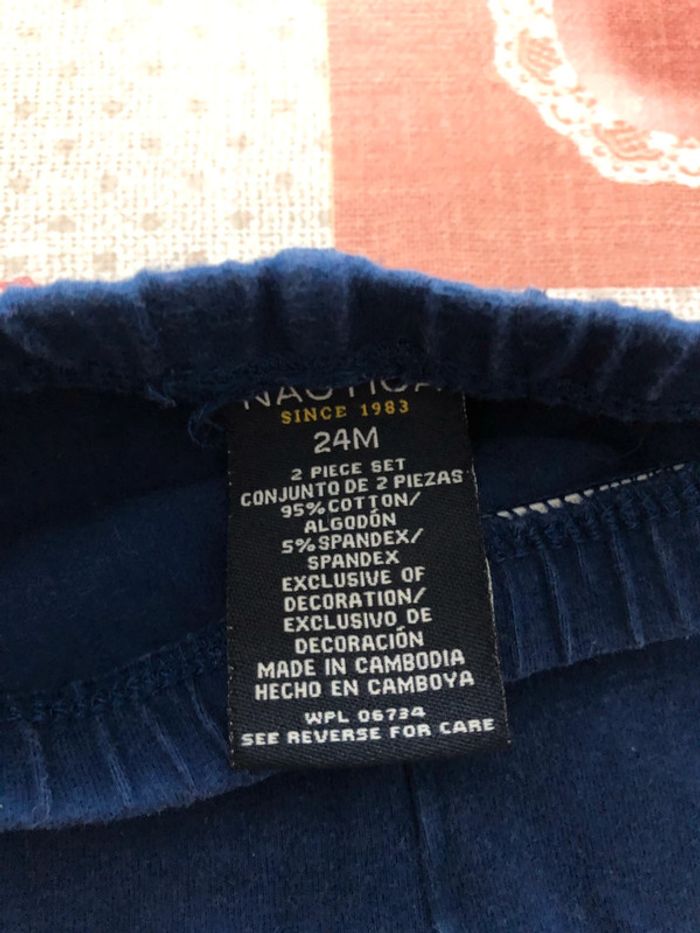 NAUTICA
SINCE 1983
24M
2 PIECE SET
CONJUNTO DE 2 PIEZAS
95% COTTON/
ALGODÓN
5% SPANDEX/
SPANDEX
EXCLUSIVE OF
DECORATION/
EXCLUSIVO DE
DECORACIÓN
MADE IN CAMBODIA
HECHO EN CAMBOYA
WPL 06734
SEE REVERSE FOR CARE